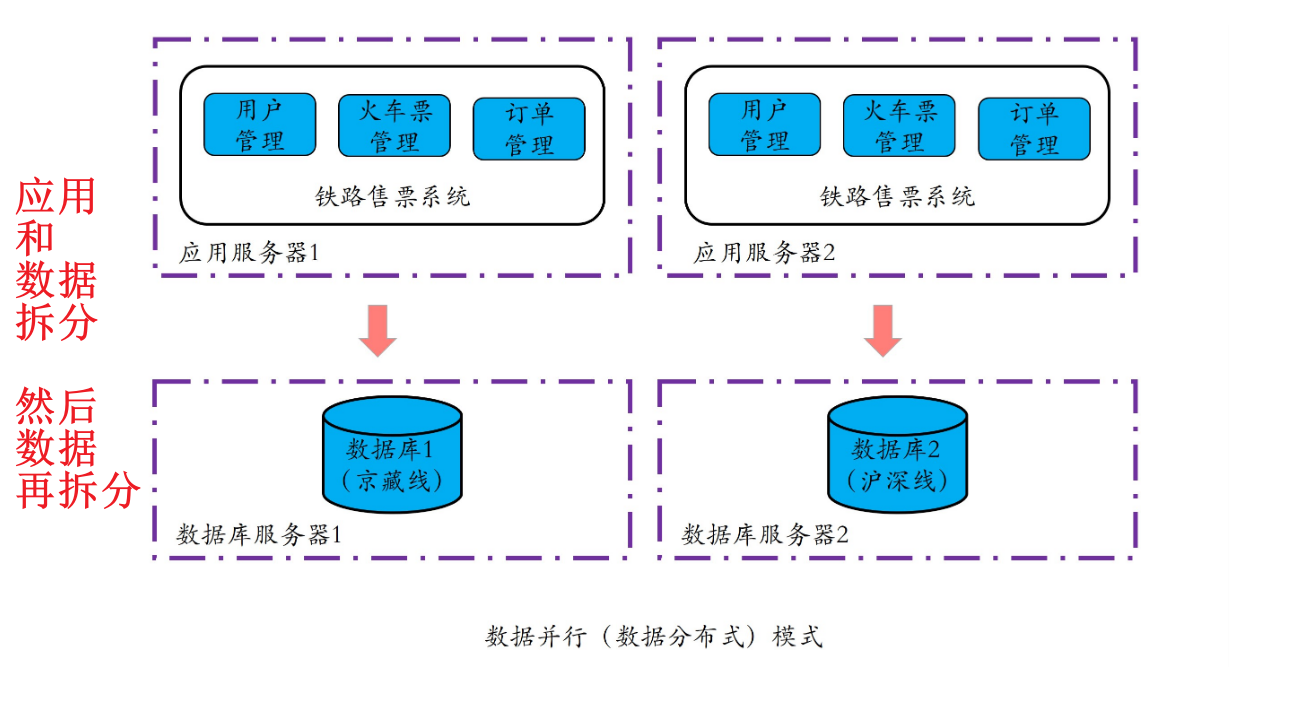 用户
管理
火车票
管理
订单
管理
铁路售票系统
应用服务器1
用户
管理
火车票
管理
订单
管理
铁路售票系统
应用服务器2
应用
和
数据
拆分
然后
数据
再拆分
数据库1
（京藏线）
数据库服务器1
数据库2
（沪深线）
数据库服务器2
数据并行（数据分布式）模式